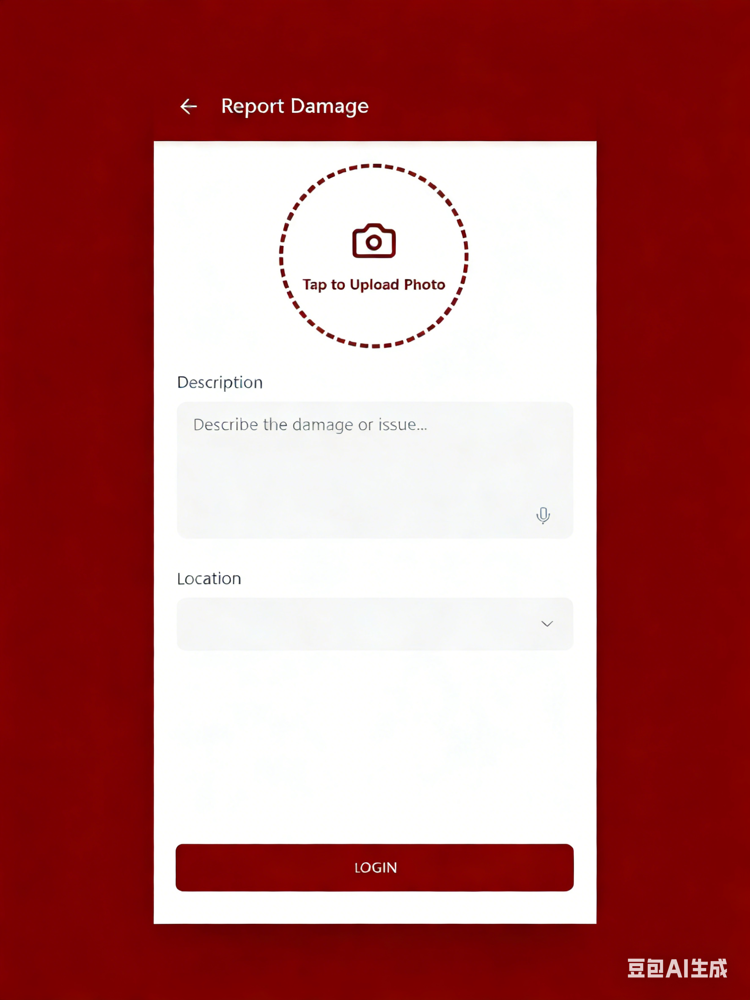 Report Damage
Tap to Upload Photo
Description
Describe the damage or issue...
Location
LOGIN
豆包AI生成